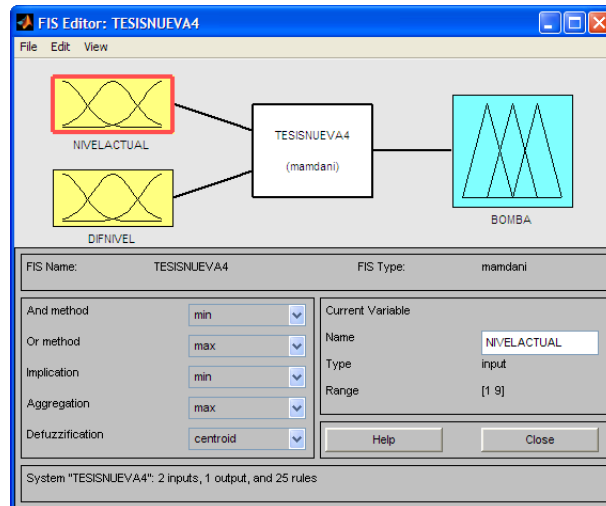 FIS Editor: TESISNUEVA4
File Edit View
NIVELACTUAL
TESISNUEVA4
(mamdani)
DIFNIVEL
BOMBA
FIS Name: TESISNUEVA4 FIS Type: mamdani
And method min
Or method max
Implication min
Aggregation max
Defuzzification centroid
Current Variable
Name NIVELACTUAL
Type input
Range [1 9]
Help Close
System "TESISNUEVA4": 2 inputs, 1 output, and 25 rules